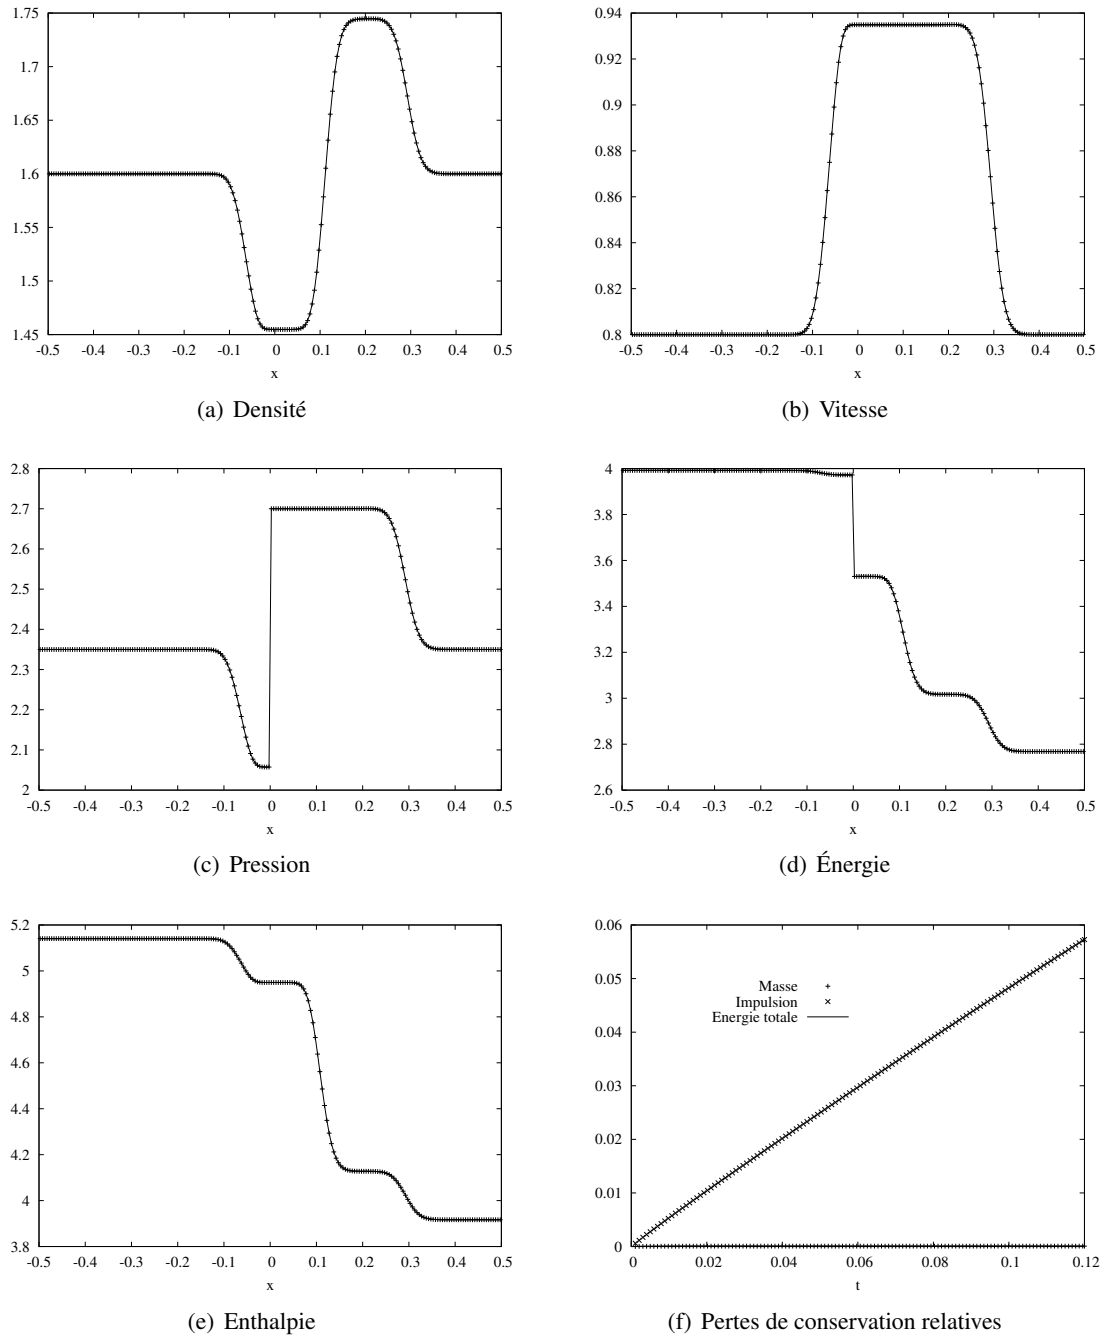 1.75
1.7
1.65
1.6
1.55
1.5
1.45
-0.5 -0.4 -0.3 -0.2 -0.1 0 0.1 0.2 0.3 0.4 0.5
x
(a) Densité
0.94
0.92
0.9
0.88
0.86
0.84
0.82
0.8
-0.5 -0.4 -0.3 -0.2 -0.1 0 0.1 0.2 0.3 0.4 0.5
x
(b) Vitesse
2.8
2.7
2.6
2.5
2.4
2.3
2.2
2.1
2
-0.5 -0.4 -0.3 -0.2 -0.1 0 0.1 0.2 0.3 0.4 0.5
x
(c) Pression
4
3.8
3.6
3.4
3.2
3
2.8
2.6
-0.5 -0.4 -0.3 -0.2 -0.1 0 0.1 0.2 0.3 0.4 0.5
x
(d) Énergie
5.2
5
4.8
4.6
4.4
4.2
4
3.8
-0.5 -0.4 -0.3 -0.2 -0.1 0 0.1 0.2 0.3 0.4 0.5
x
(e) Enthalpie
0.06
0.05
0.04
0.03
0.02
0.01
0
Masse
Impulsion
Energie totale
0 0.02 0.04 0.06 0.08 0.1 0.12
t
(f) Pertes de conservation relatives